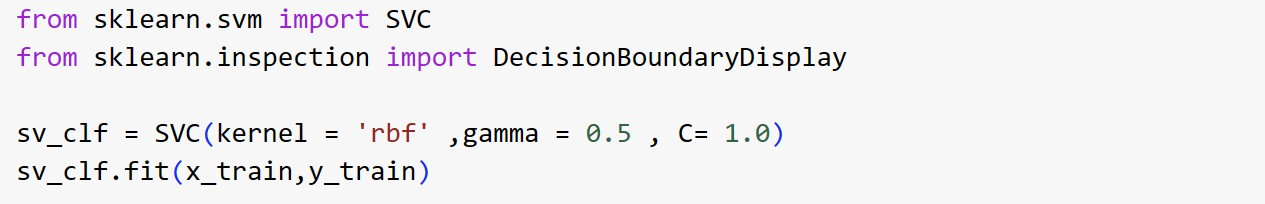 from sklearn.svm import SVC
from sklearn.inspection import DecisionBoundaryDisplay
sv_clf = SVC(kernel = 'rbf' ,gamma = 0.5 , C= 1.0)
sv_clf.fit(x_train,y_train)